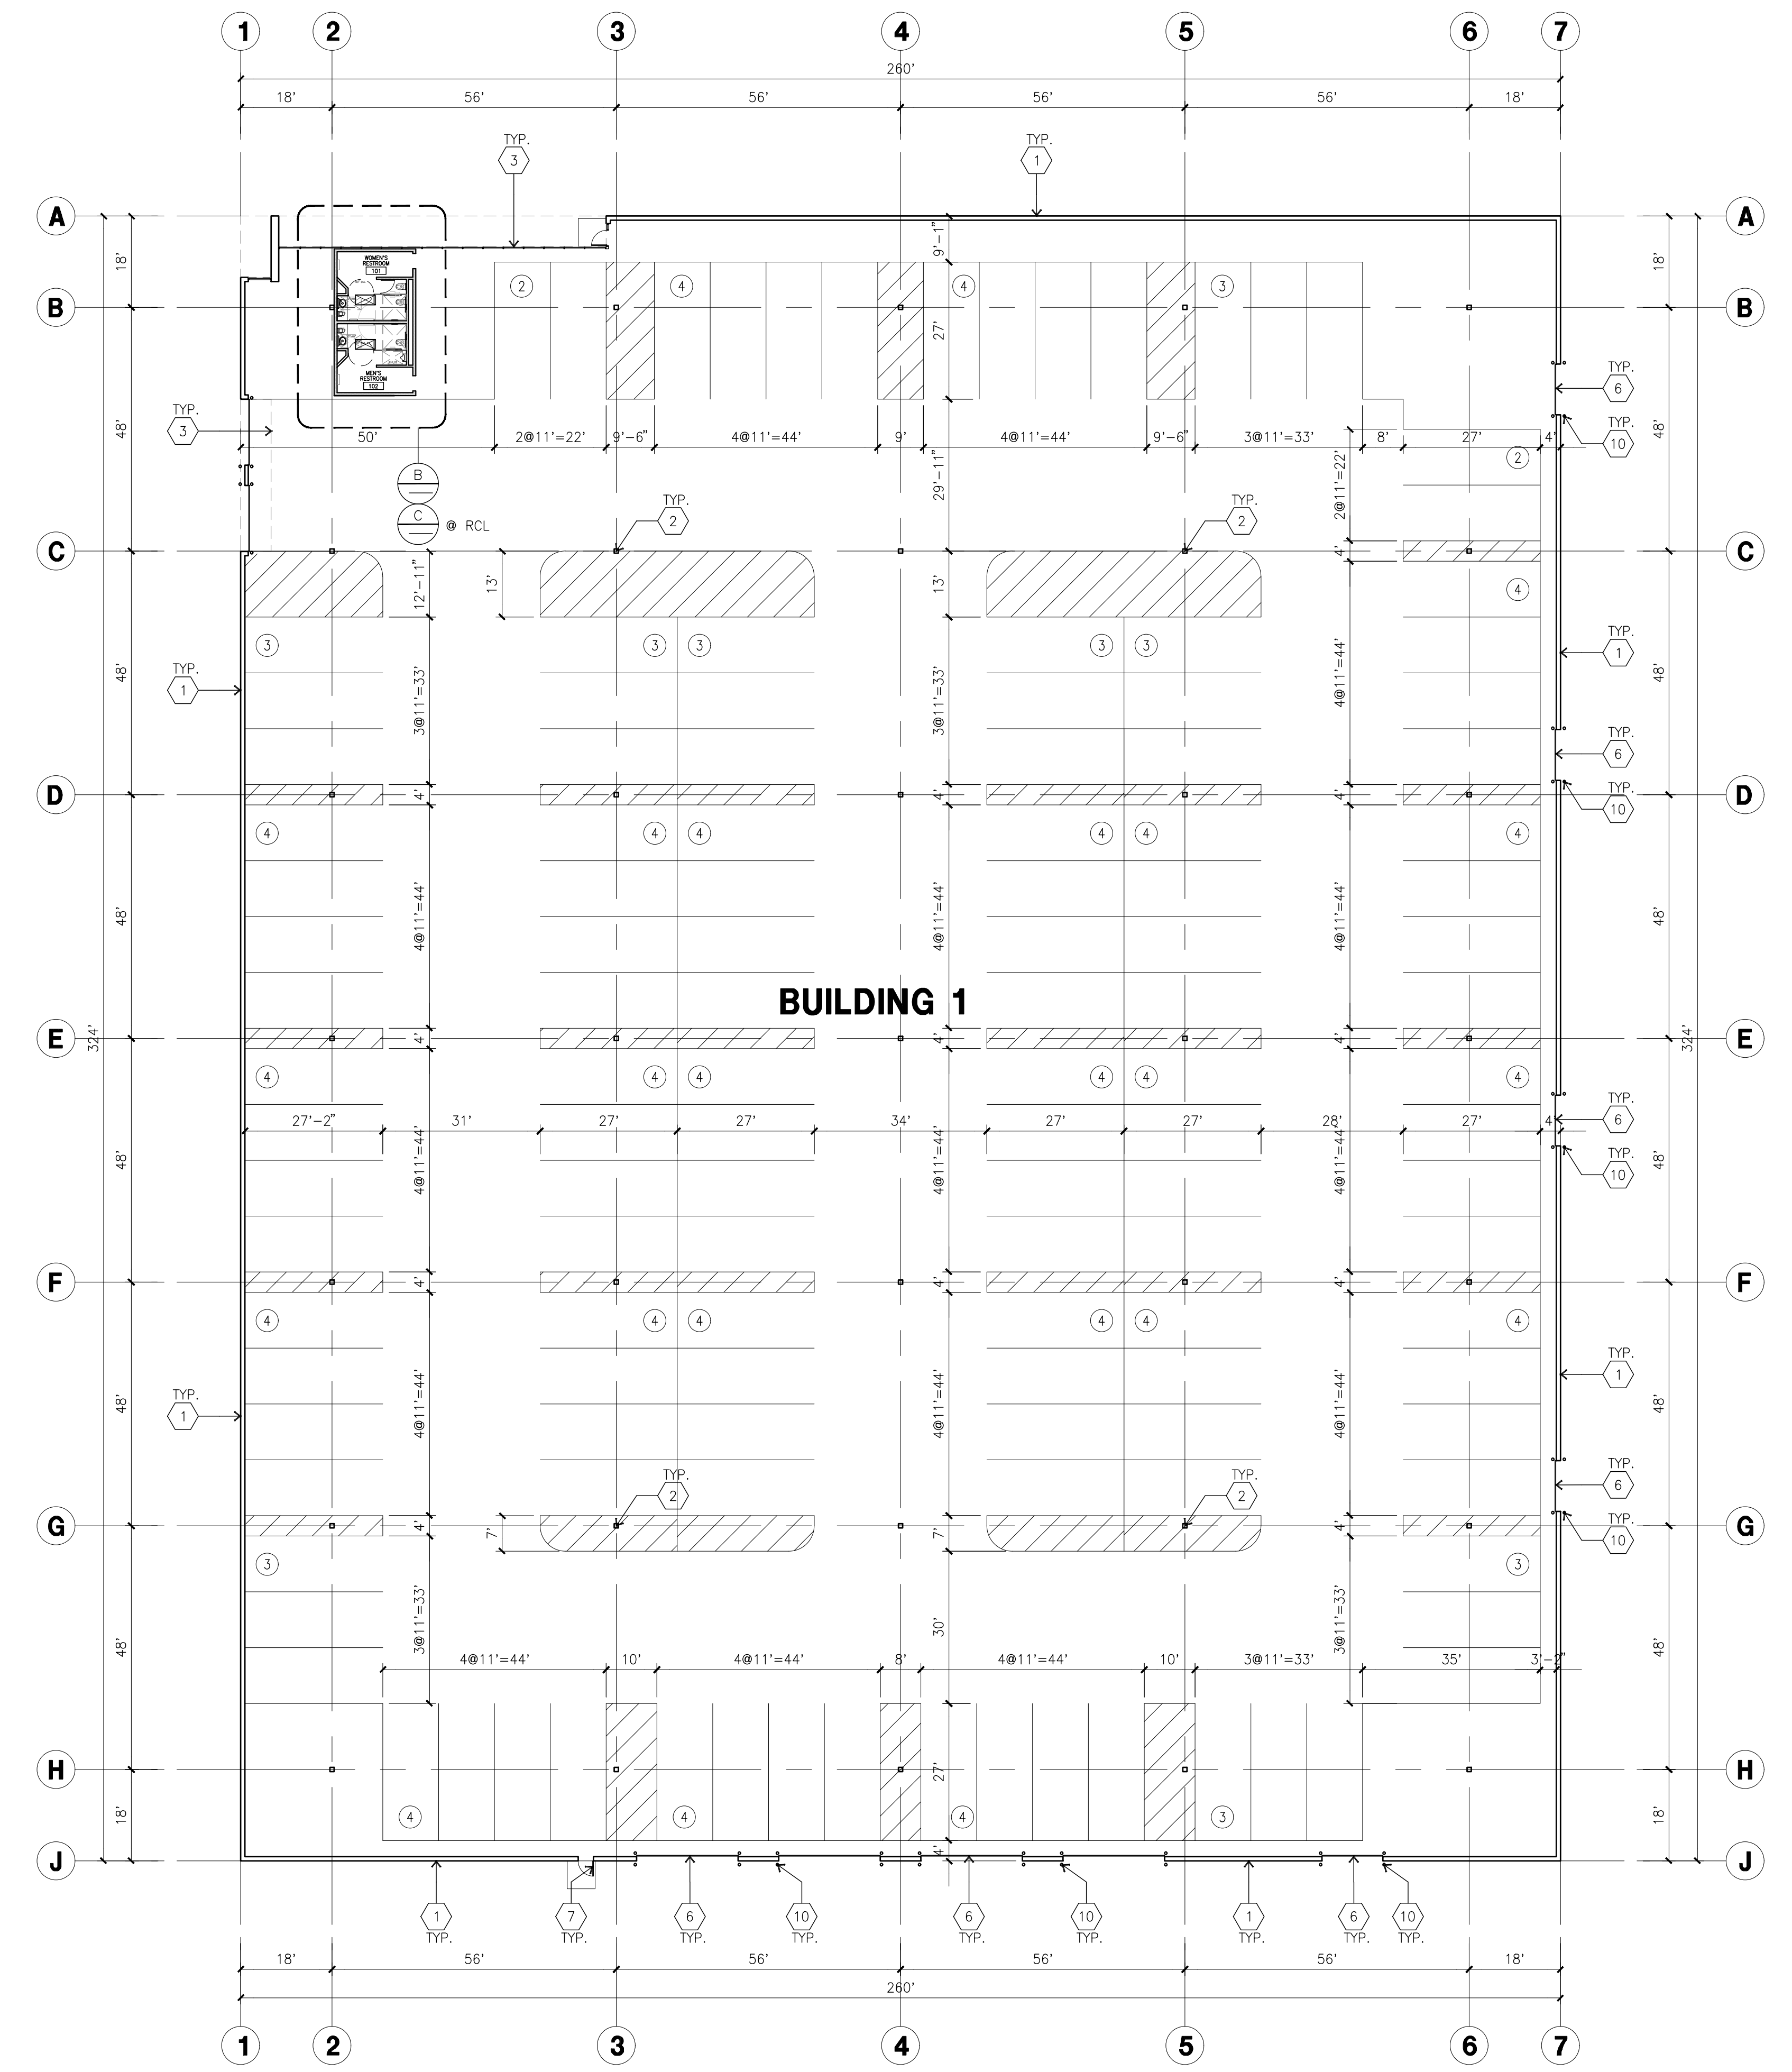 1 2 3 4 5 6 7
260'
18' 56' 56' 56' 56' 18'
TYP. TYP.
3 1
A A
9'-1"
18' 18'
WOMEN'S
RESTROOM
101
2 4 4 3
B B
27'
MEN'S
RESTROOM
102
TYP.
6
TYP.
3
48' 48'
TYP.
10
50' 2@11'=22' 9'-6" 4@11'=44' 9' 4@11'=44' 9'-6" 3@11'=33' 8' 27' 4'
2
B
29'-11" 2@11'=22'
C @ RCL
TYP. TYP.
2 2
C C
4'
12'-11" 13' 13'
4
3 3 3 3 3
TYP. TYP.
1 1
48' 48'
3@11'=33' 3@11'=33' 4@11'=44'
TYP.
6
D D
4' 4' 4'
TYP.
10
4 4 4 4 4 4
48' 48'
4@11'=44' 4@11'=44' 4@11'=44'
BUILDING 1
E 324' 324' E
4' 4' 4'
4 4 4 4 4 4
TYP.
6
27'-2" 31' 27' 27' 34' 27' 27' 28' 27' 4'
48' 48'
4@11'=44' 4@11'=44' 4@11'=44'
TYP.
10
F F
4' 4' 4'
4 4 4 4 4 4
TYP.
1
TYP.
1
48' 48'
4@11'=44' 4@11'=44' 4@11'=44'
TYP. TYP. TYP.
2 2 6
G G
7' 4' 7' 4'
TYP.
10
3 3
48' 48'
3@11'=33' 30' 3@11'=33'
4@11'=44' 10' 4@11'=44' 8' 4@11'=44' 10' 3@11'=33' 35' 3'-2"
H H
27'
18' 18'
4 4 4 3
J J
4'
1 7 6 10 6 10 1 6 10
TYP. TYP. TYP. TYP. TYP. TYP. TYP. TYP. TYP.
18' 56' 56' 56' 56' 18'
260'
1 2 3 4 5 6 7